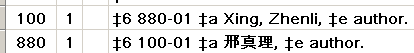 100 1 ‡6 880-01 ‡a Xing, Zhenli, ‡e author.
880 1 ‡6 100-01 ‡a 邢真理, ‡e author.